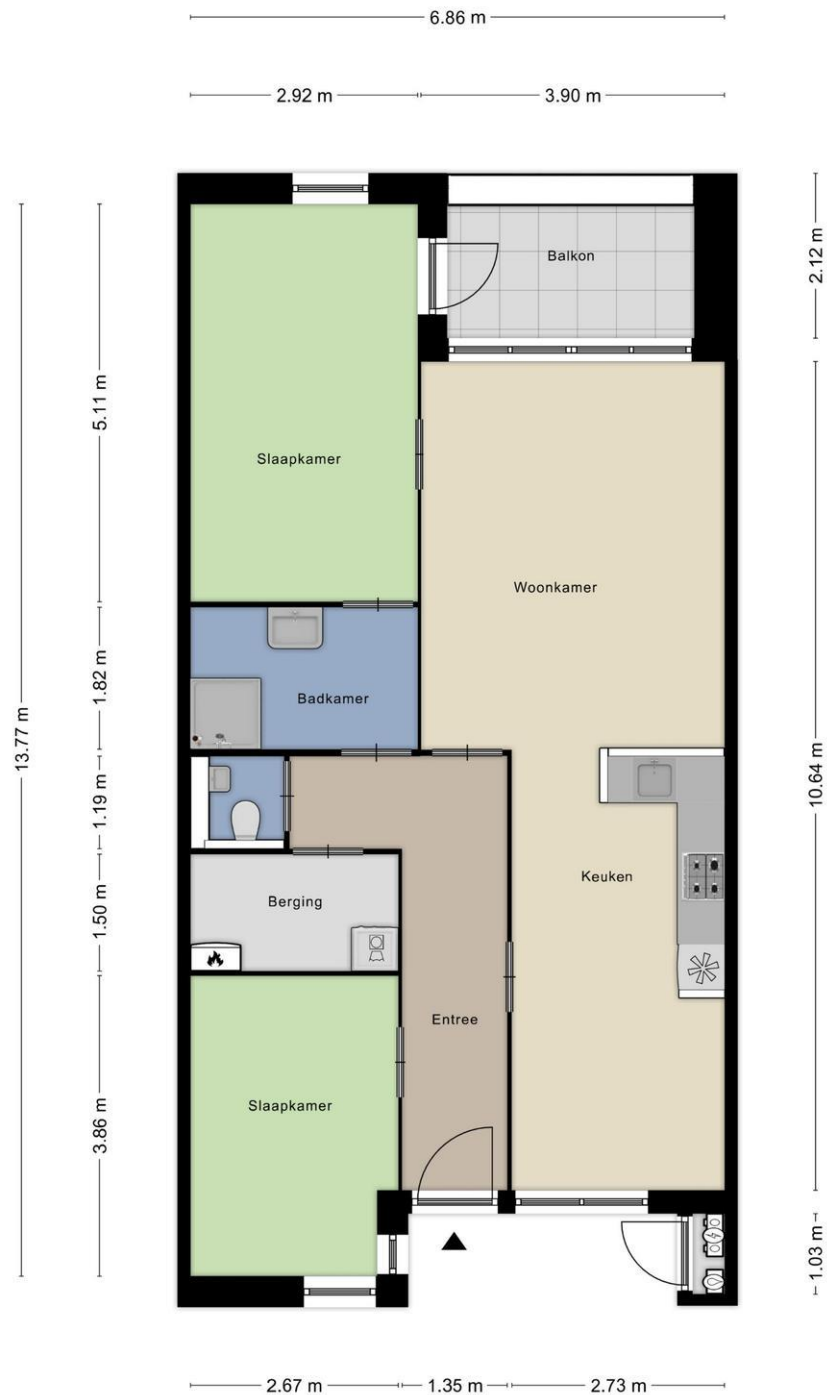 6.86 m
2.92 m
3.90 m
Balkon
2.12 m
5.11 m
Slaapkamer
Woonkamer
1.82 m
Badkamer
13.77 m
10.64 m
1.19 m
Keuken
1.50 m
Berging
Entree
Slaapkamer
3.86 m
1.03 m
2.67 m
1.35 m
2.73 m